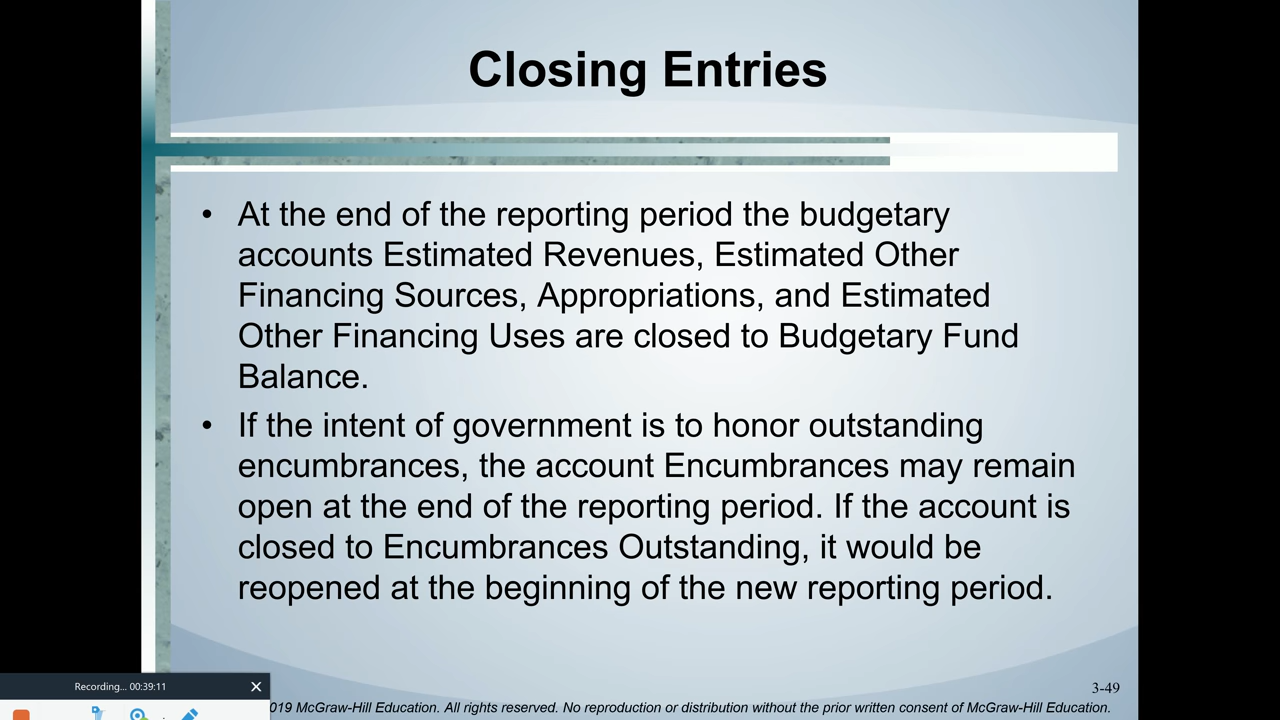 Closing Entries
• At the end of the reporting period the budgetary
accounts Estimated Revenues, Estimated Other
Financing Sources, Appropriations, and Estimated
Other Financing Uses are closed to Budgetary Fund
Balance.
• If the intent of government is to honor outstanding
encumbrances, the account Encumbrances may remain
open at the end of the reporting period. If the account is
closed to Encumbrances Outstanding, it would be
reopened at the beginning of the new reporting period.
Recording... 00:39:11
3-49
019 McGraw-Hill Education. All rights reserved. No reproduction or distribution without the prior written consent of McGraw-Hill Education.